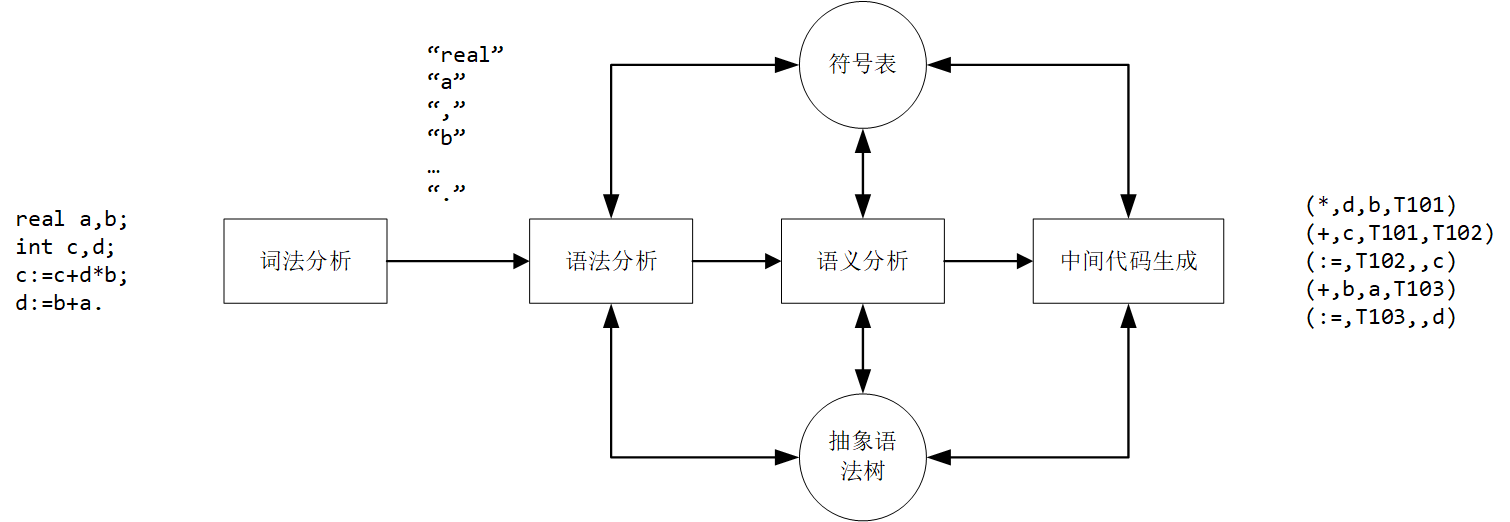 real a,b;
int c,d;
c:=c+d*b;
d:=b+a.
词法分析
“real”
“a”
“,”
“b”
…
“.”
语法分析
符号表
语义分析
抽象语
法树
中间代码生成
(*,d,b,T101)
(+,c,T101,T102)
(:=,T102,,c)
(+,b,a,T103)
(:=,T103,,d)